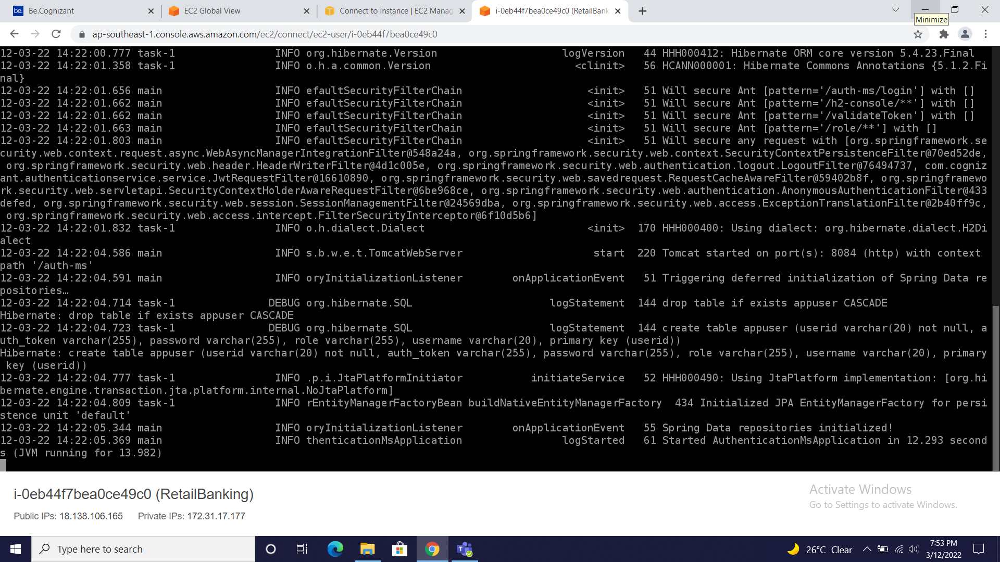 Be.Cognizant
EC2 Global View
Connect to instance | EC2 Manag
i-0eb44f7bea0ce49c0 (RetailBank
Minimize
ap-southeast-1.console.aws.amazon.com/ec2/connect/ec2-user/i-0eb44f7bea0ce49c0
12-03-22 14:22:00.777 task-1 INFO org.hibernate.Version logVersion 44 HHH000412: Hibernate ORM core version 5.4.23.Final
12-03-22 14:22:01.358 task-1 INFO o.h.a.common.Version <clinit> 56 HCANN000001: Hibernate Commons Annotations {5.1.2.Fi
nal}
12-03-22 14:22:01.656 main INFO efaultSecurityFilterChain <init> 51 Will secure Ant [pattern='/auth-ms/login'] with []
12-03-22 14:22:01.662 main INFO efaultSecurityFilterChain <init> 51 Will secure Ant [pattern='/h2-console/**'] with []
12-03-22 14:22:01.662 main INFO efaultSecurityFilterChain <init> 51 Will secure Ant [pattern='/validateToken'] with []
12-03-22 14:22:01.663 main INFO efaultSecurityFilterChain <init> 51 Will secure Ant [pattern='/role/**'] with []
12-03-22 14:22:01.803 main INFO efaultSecurityFilterChain <init> 51 Will secure any request with [org.springframework.se
curity.web.context.request.async.WebAsyncManagerIntegrationFilter@548a24a, org.springframework.security.web.context.SecurityContextPersistenceFilter@70ed52de,
org.springframework.security.web.header.HeaderWriterFilter@4d1c005e, org.springframework.security.web.authentication.logout.LogoutFilter@76494737, com.cogniz
ant.authenticationservice.service.JwtRequestFilter@16610890, org.springframework.security.web.savedrequest.RequestCacheAwareFilter@59402b8f, org.springframewo
rk.security.web.servletapi.SecurityContextHolderAwareRequestFilter@6be968ce, org.springframework.security.web.authentication.AnonymousAuthenticationFilter@433
defed, org.springframework.security.web.session.SessionManagementFilter@24569dba, org.springframework.security.web.access.ExceptionTranslationFilter@2b40ff9c,
org.springframework.security.web.access.intercept.FilterSecurityInterceptor@6f10d5b6]
12-03-22 14:22:01.832 task-1 INFO o.h.dialect.Dialect <init> 170 HHH000400: Using dialect: org.hibernate.dialect.H2Di
alect
12-03-22 14:22:04.586 main INFO s.b.w.e.t.TomcatWebServer start 220 Tomcat started on port(s): 8084 (http) with context
path '/auth-ms'
12-03-22 14:22:04.591 main INFO oryInitializationListener onApplicationEvent 51 Triggering deferred initialization of Spring Data re
positories…
12-03-22 14:22:04.714 task-1 DEBUG org.hibernate.SQL logStatement 144 drop table if exists appuser CASCADE
Hibernate: drop table if exists appuser CASCADE
12-03-22 14:22:04.723 task-1 DEBUG org.hibernate.SQL logStatement 144 create table appuser (userid varchar(20) not null, a
uth_token varchar(255), password varchar(255), role varchar(255), username varchar(20), primary key (userid))
Hibernate: create table appuser (userid varchar(20) not null, auth_token varchar(255), password varchar(255), role varchar(255), username varchar(20), primary
key (userid))
12-03-22 14:22:04.777 task-1 INFO .p.i.JtaPlatformInitiator initiateService 52 HHH000490: Using JtaPlatform implementation: [org.hi
bernate.engine.transaction.jta.platform.internal.NoJtaPlatform]
12-03-22 14:22:04.809 task-1 INFO rEntityManagerFactoryBean buildNativeEntityManagerFactory 434 Initialized JPA EntityManagerFactory for persi
stence unit 'default'
12-03-22 14:22:05.344 main INFO oryInitializationListener onApplicationEvent 55 Spring Data repositories initialized!
12-03-22 14:22:05.369 main INFO thenticationMsApplication logStarted 61 Started AuthenticationMsApplication in 12.293 second
s (JVM running for 13.982)
i-0eb44f7bea0ce49c0 (RetailBanking)
Public IPs: 18.138.106.165 Private IPs: 172.31.17.177
Activate Windows
Go to Settings to activate Windows.
Type here to search
26°C Clear
7:53 PM
3/12/2022